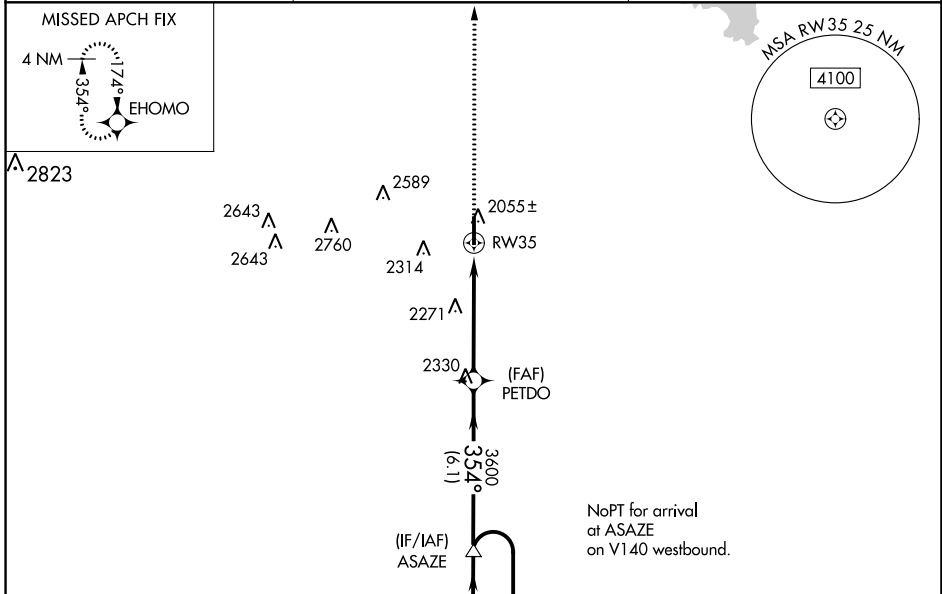 MISSED APCH FIX
4 NM
354°
174°
EHOMO
MSA RW35 25 NM
4100
2823
2589
2643
2760
2643
2055±
RW35
2314
2271
2330
(FAF)
PETDO
3600
354°
(6.1)
(IF/IAF)
ASAZE
NoPT for arrival
at ASAZE
on V140 westbound.